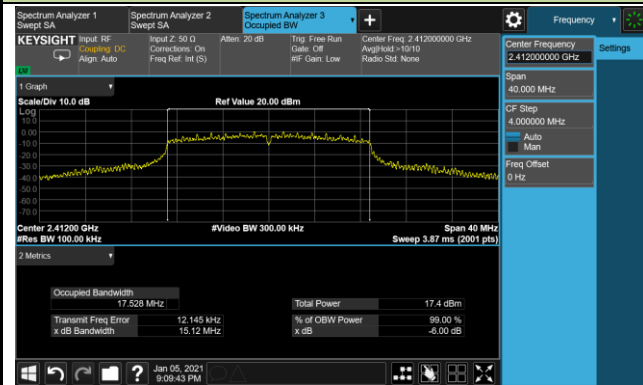 Spectrum Analyzer 1
Swept SA
Spectrum Analyzer 2
Swept SA
Spectrum Analyzer 3
Occupied BW
Frequency
KEYSIGHT
Input: RF
Coupling: DC
Align: Auto
Input Z: 50 Ω
Corrections: On
Freq Ref: Int (S)
Atten: 20 dB
Trig: Free Run
Gate: Off
#IF Gain: Low
Center Freq: 2.412000000 GHz
Avg|Hold:>10/10
Radio Std: None
Center Frequency
2.412000000 GHz
Settings
Span
40.000 MHz
CF Step
4.000000 MHz
Auto
Man
Freq Offset
0 Hz
1 Graph
Scale/Div 10.0 dB
Ref Value 20.00 dBm
Log
10.0
0.00
-10.0
-20.0
-30.0
-40.0
-50.0
-60.0
-70.0
Center 2.41200 GHz
#Video BW 300.00 kHz
Span 40 MHz
#Res BW 100.00 kHz
Sweep 3.87 ms (2001 pts)
2 Metrics
Occupied Bandwidth
17.528 MHz
Total Power
17.4 dBm
Transmit Freq Error
12.145 kHz
% of OBW Power
99.00 %
x dB Bandwidth
15.12 MHz
x dB
-6.00 dB
Jan 05, 2021
9:09:43 PM